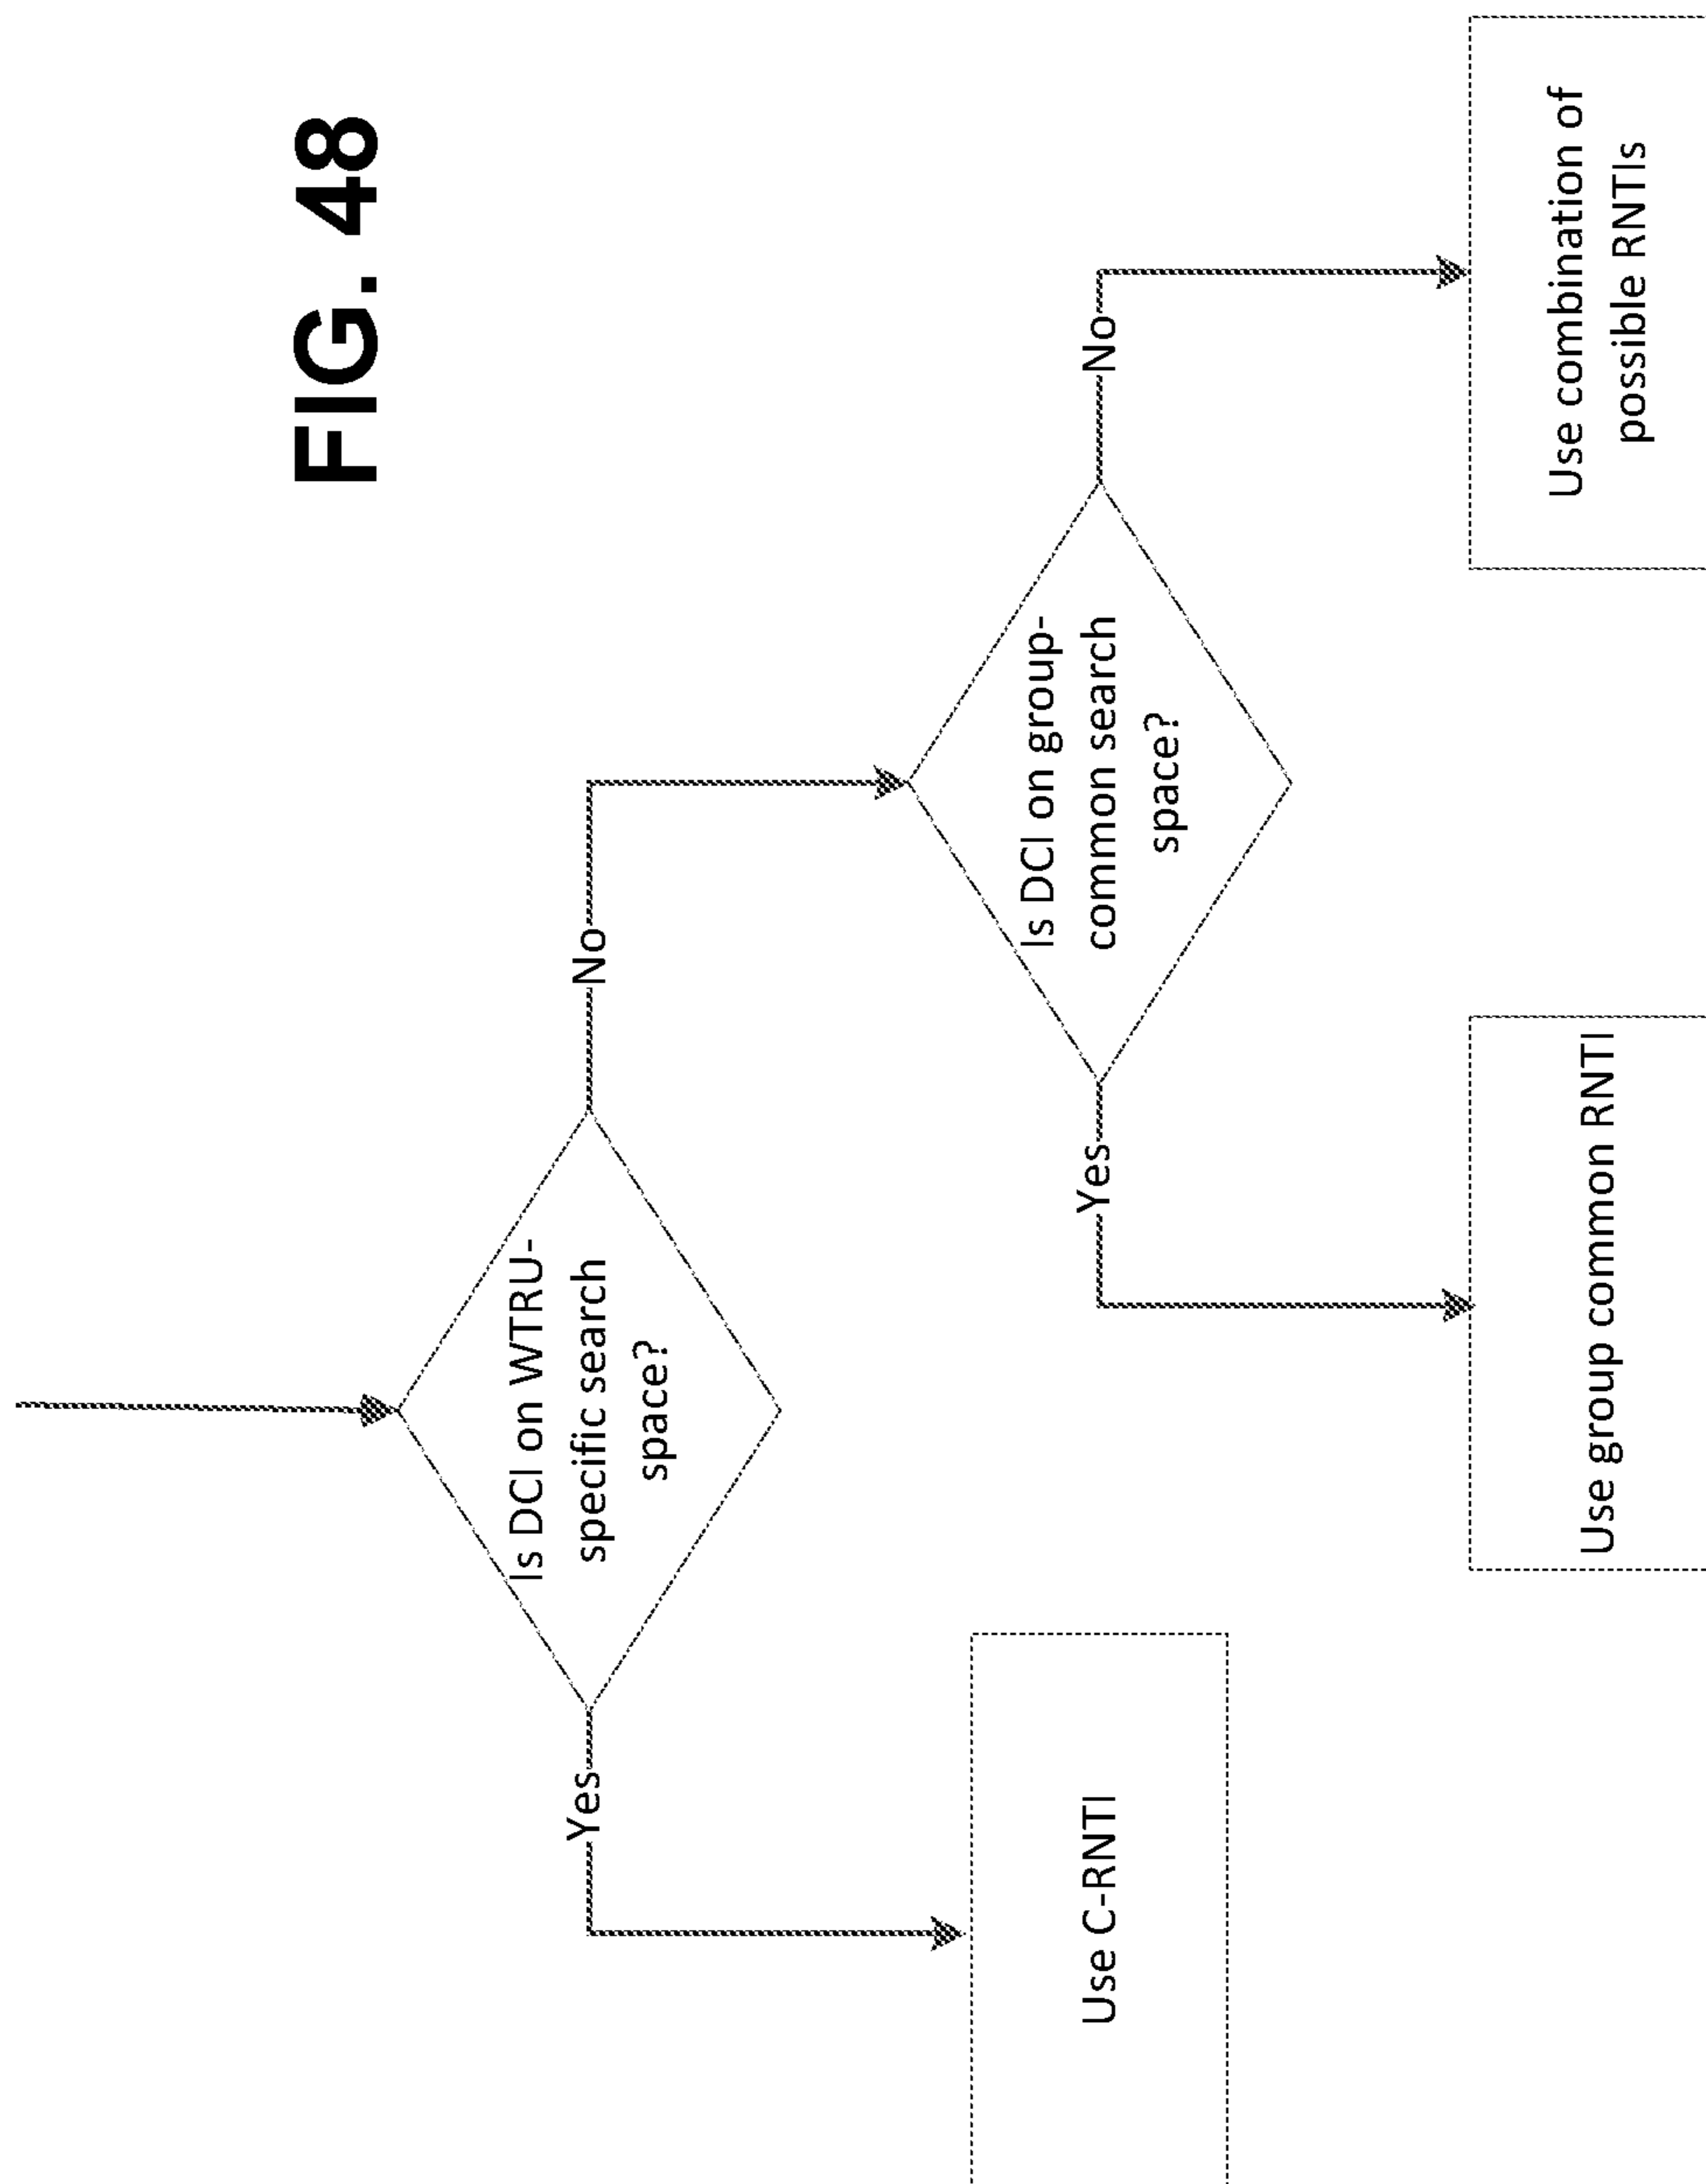 FIG. 48
Is DCI on WTRU-
specific search
space?
Yes
No
Use C-RNTI
Is DCI on group-
common search
space?
Yes
No
Use group common RNTI
Use combination of
possible RNTIs